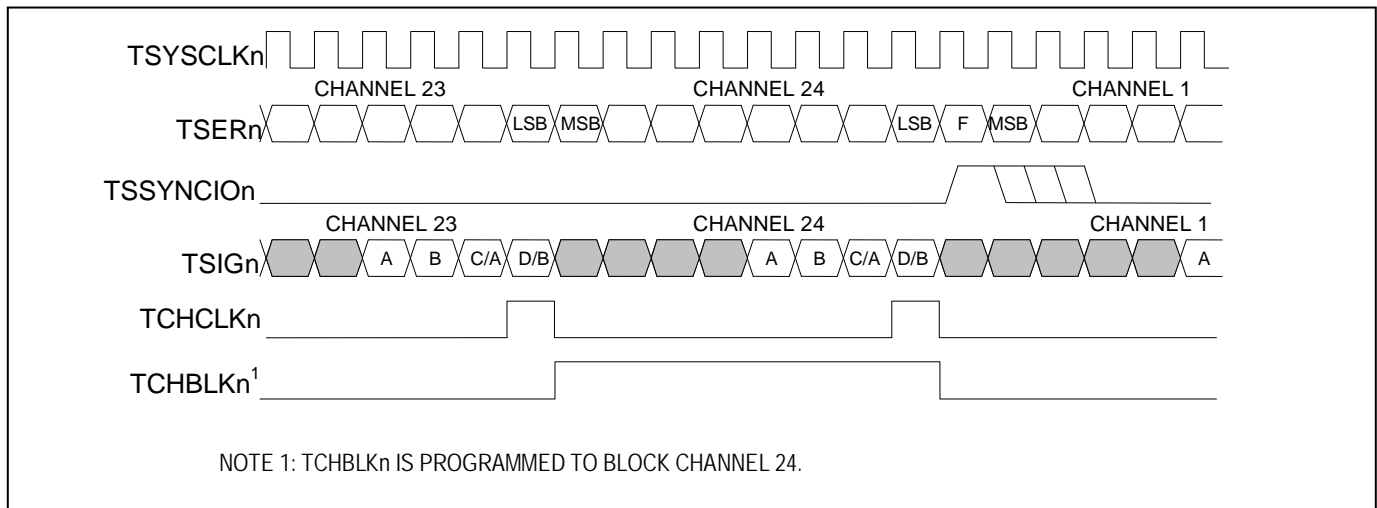 TSYSCLKn
CHANNEL 23 CHANNEL 24 CHANNEL 1
TSERn LSB MSB LSB F MSB
TSSYNCIOn
CHANNEL 23 CHANNEL 24 CHANNEL 1
TSIGn A B C/A D/B A B C/A D/B A
TCHCLKn
TCHBLKn¹
NOTE 1: TCHBLKn IS PROGRAMMED TO BLOCK CHANNEL 24.